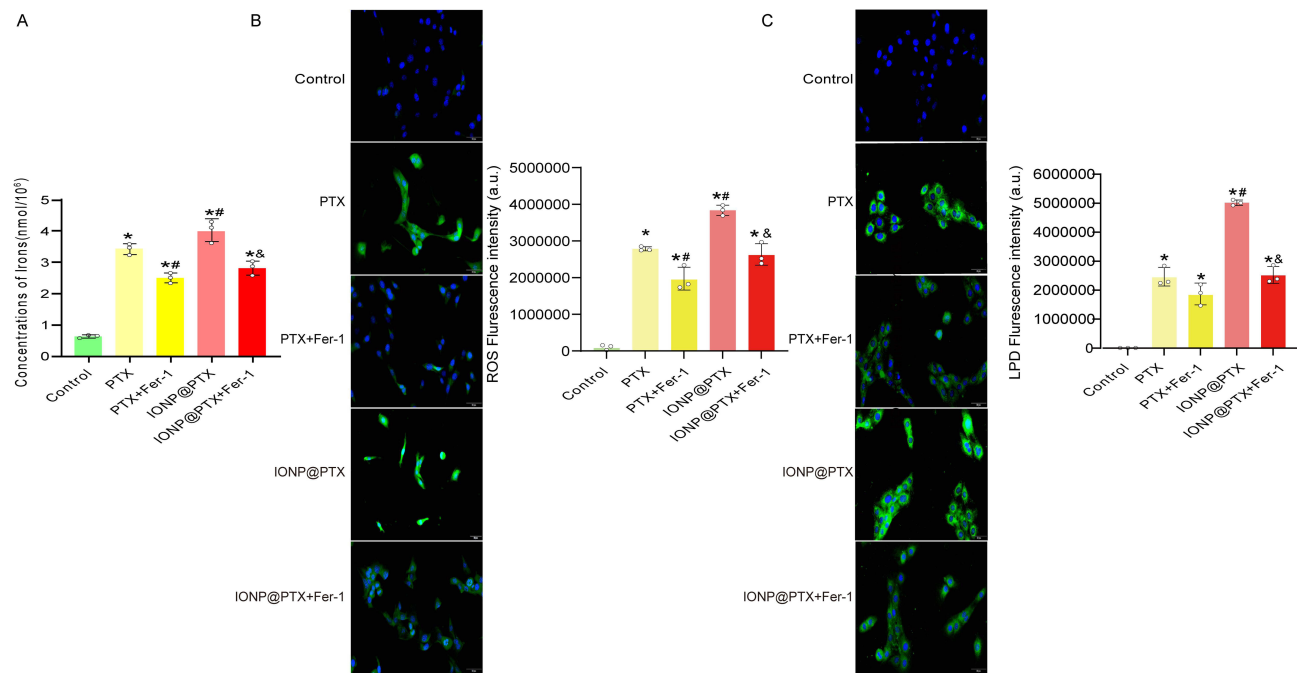 A
B
C
Control
PTX
PTX+Fer-1
IONP@PTX
IONP@PTX+Fer-1
Concentrations of Irons(nmol/10⁶)
5
4
3
2
1
0
*
*#
*#
*&
Control
PTX
PTX+Fer-1
IONP@PTX
IONP@PTX+Fer-1
ROS Flurescence intensity (a.u.)
5000000
4000000
3000000
2000000
1000000
0
*
*#
*#
*&
Control
PTX
PTX+Fer-1
IONP@PTX
IONP@PTX+Fer-1
Control
PTX
PTX+Fer-1
IONP@PTX
IONP@PTX+Fer-1
LPD Flurescence intensity (a.u.)
6000000
5000000
4000000
3000000
2000000
1000000
0
*
*
*#
*&
Control
PTX
PTX+Fer-1
IONP@PTX
IONP@PTX+Fer-1